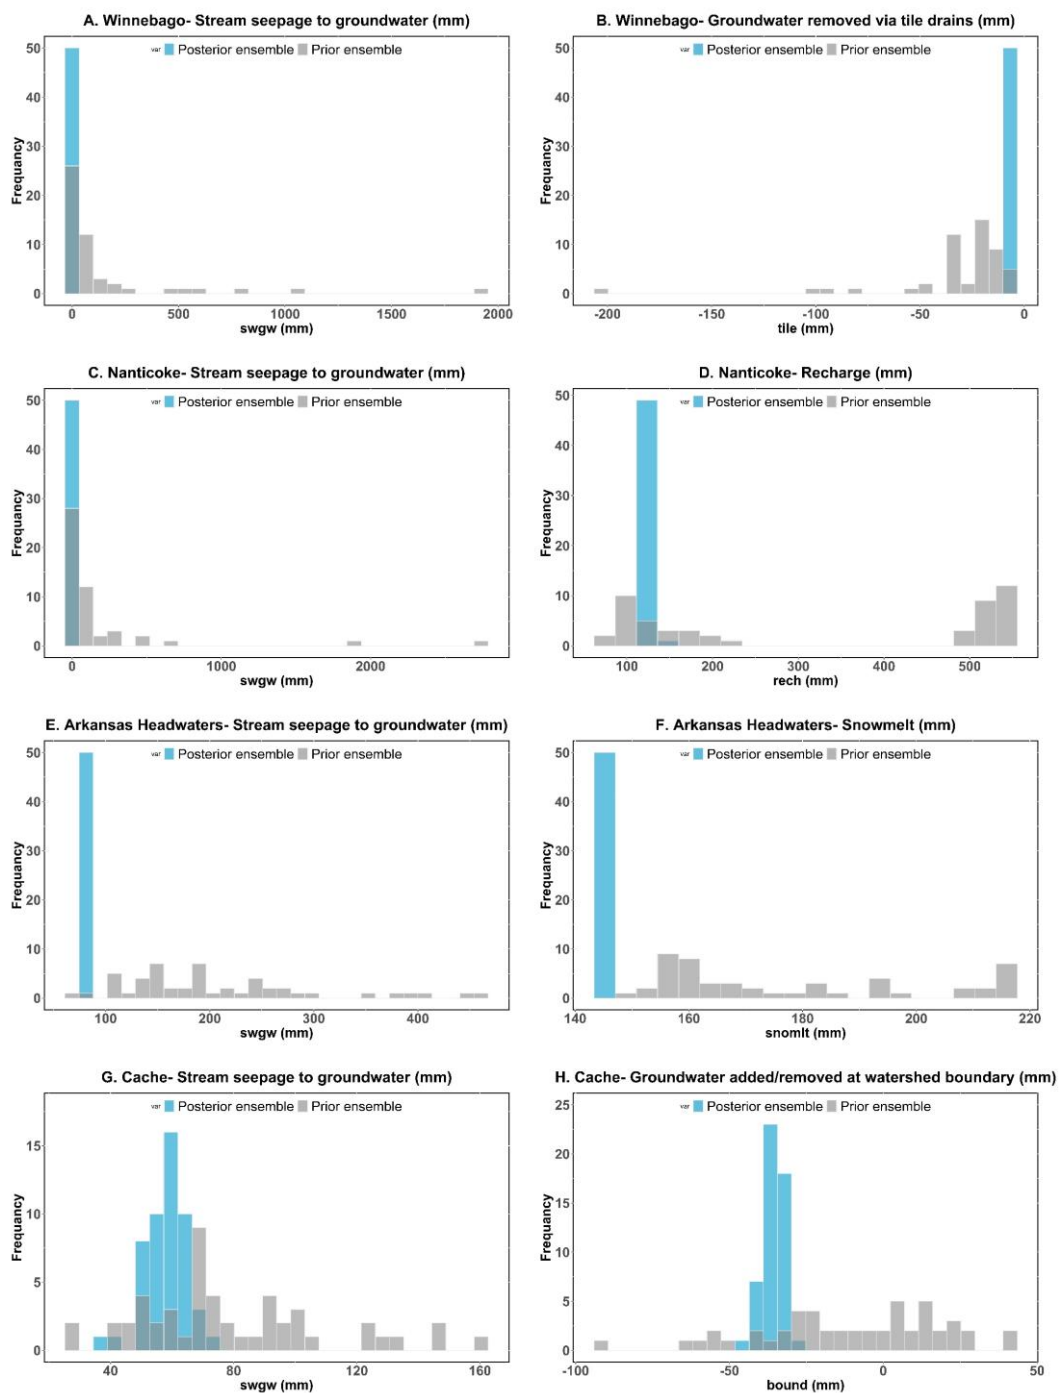 A. Winnebago- Stream seepage to groundwater (mm)
var Posterior ensemble Prior ensemble
50
40
30
20
10
0
Frequancy
0 500 1000 1500 2000
swgw (mm)
B. Winnebago- Groundwater removed via tile drains (mm)
var Posterior ensemble Prior ensemble
50
40
30
20
10
0
Frequancy
-200 -150 -100 -50 0
tile (mm)
C. Nanticoke- Stream seepage to groundwater (mm)
var Posterior ensemble Prior ensemble
50
40
30
20
10
0
Frequancy
0 1000 2000
swgw (mm)
D. Nanticoke- Recharge (mm)
var Posterior ensemble Prior ensemble
50
40
30
20
10
0
Frequancy
100 200 300 400 500
rech (mm)
E. Arkansas Headwaters- Stream seepage to groundwater (mm)
var Posterior ensemble Prior ensemble
50
40
30
20
10
0
Frequancy
100 200 300 400
swgw (mm)
F. Arkansas Headwaters- Snowmelt (mm)
var Posterior ensemble Prior ensemble
50
40
30
20
10
0
Frequancy
140 160 180 200 220
snomlt (mm)
G. Cache- Stream seepage to groundwater (mm)
var Posterior ensemble Prior ensemble
15
10
5
0
Frequancy
40 80 120 160
swgw (mm)
H. Cache- Groundwater added/removed at watershed boundary (mm)
var Posterior ensemble Prior ensemble
25
20
15
10
5
0
Frequancy
-100 -50 0 50
bound (mm)